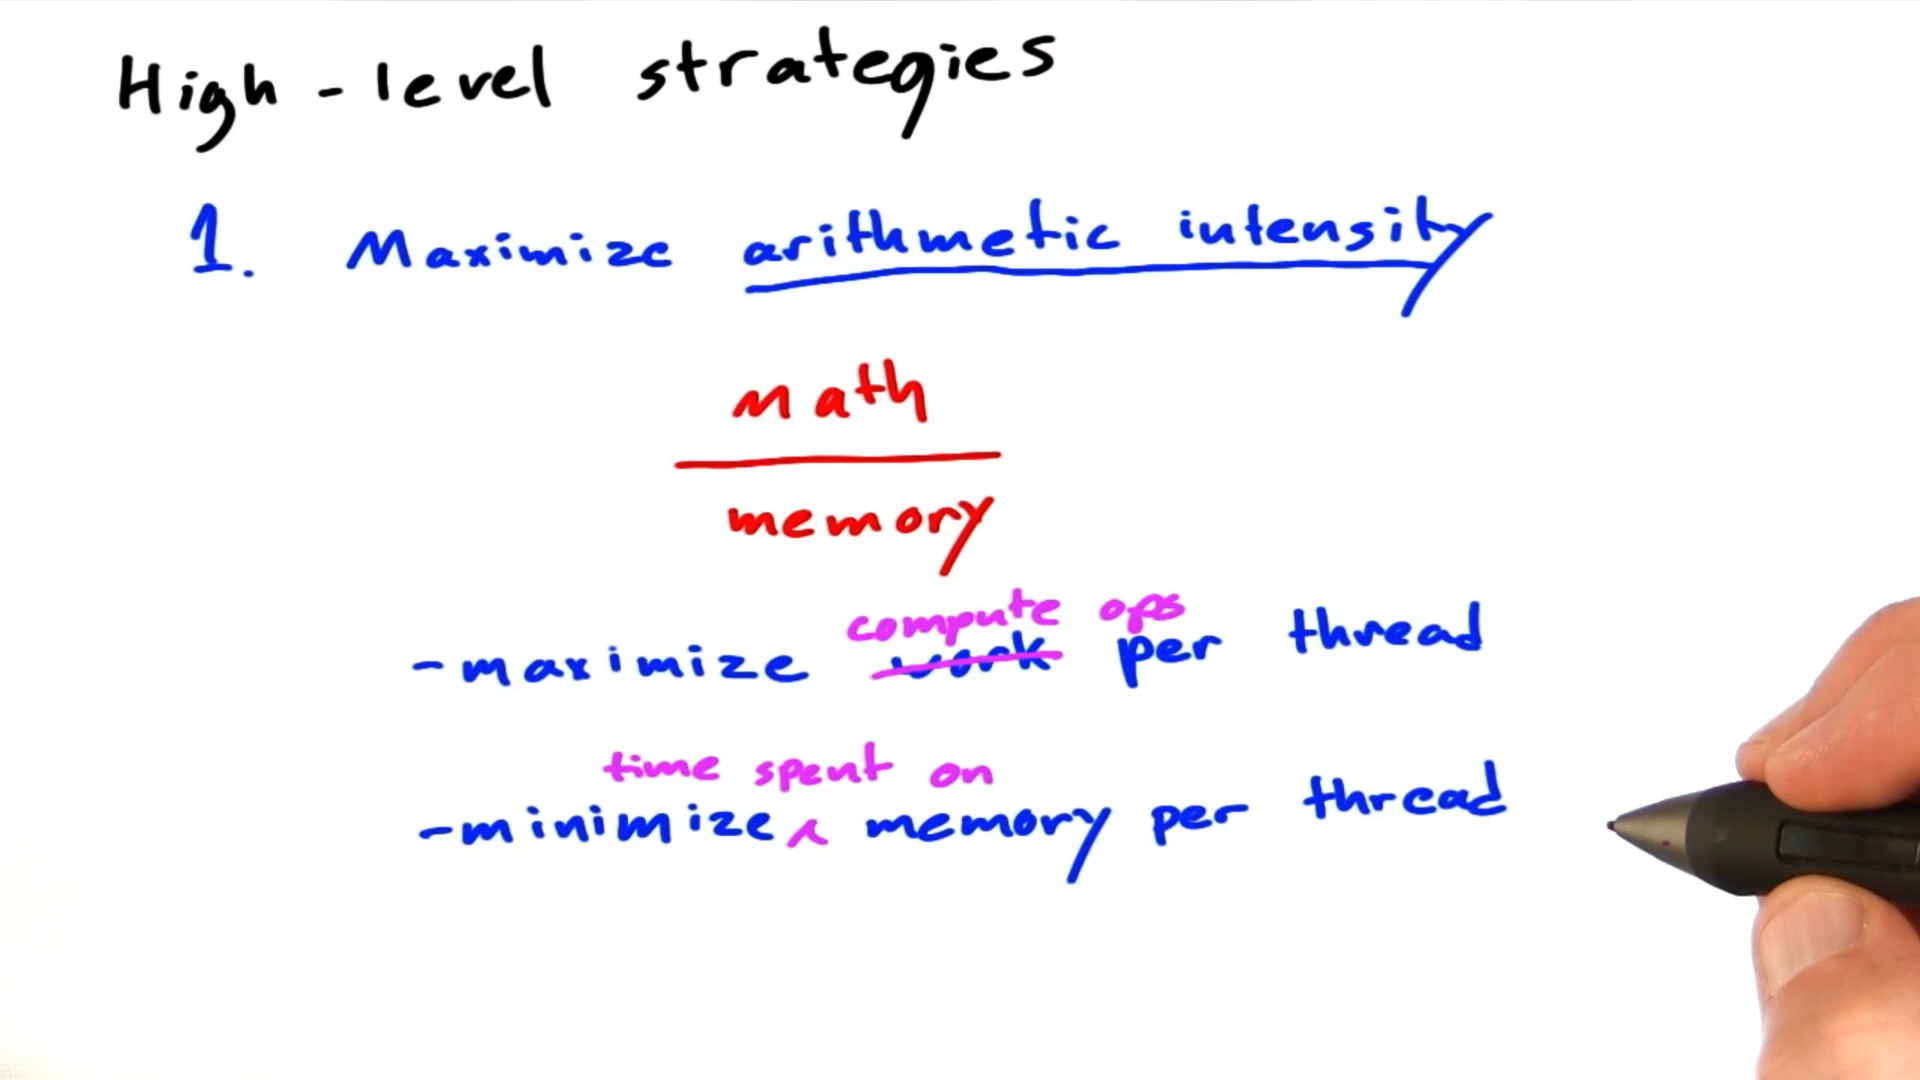 High-level strategies
1. Maximize arithmetic intensity
math
memory
compute ops
-maximize work per thread
time spent on
-minimize ^ memory per thread